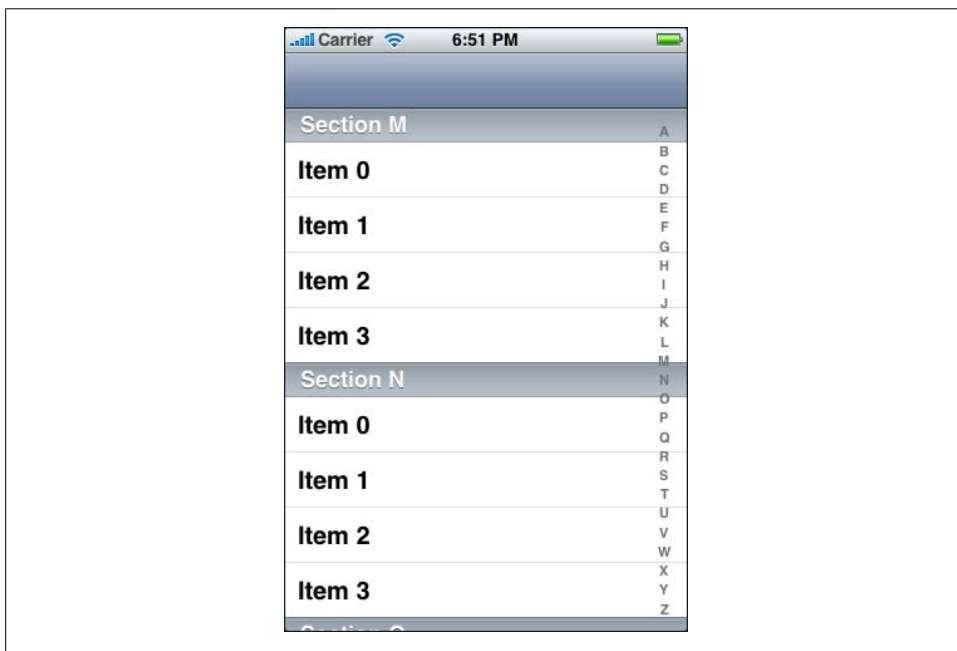 Carrier 6:51 PM
Section M
Item 0
Item 1
Item 2
Item 3
Section N
Item 0
Item 1
Item 2
Item 3
Section
A
B
C
D
E
F
G
H
I
J
K
L
M
N
O
P
Q
R
S
T
U
V
W
X
Y
Z